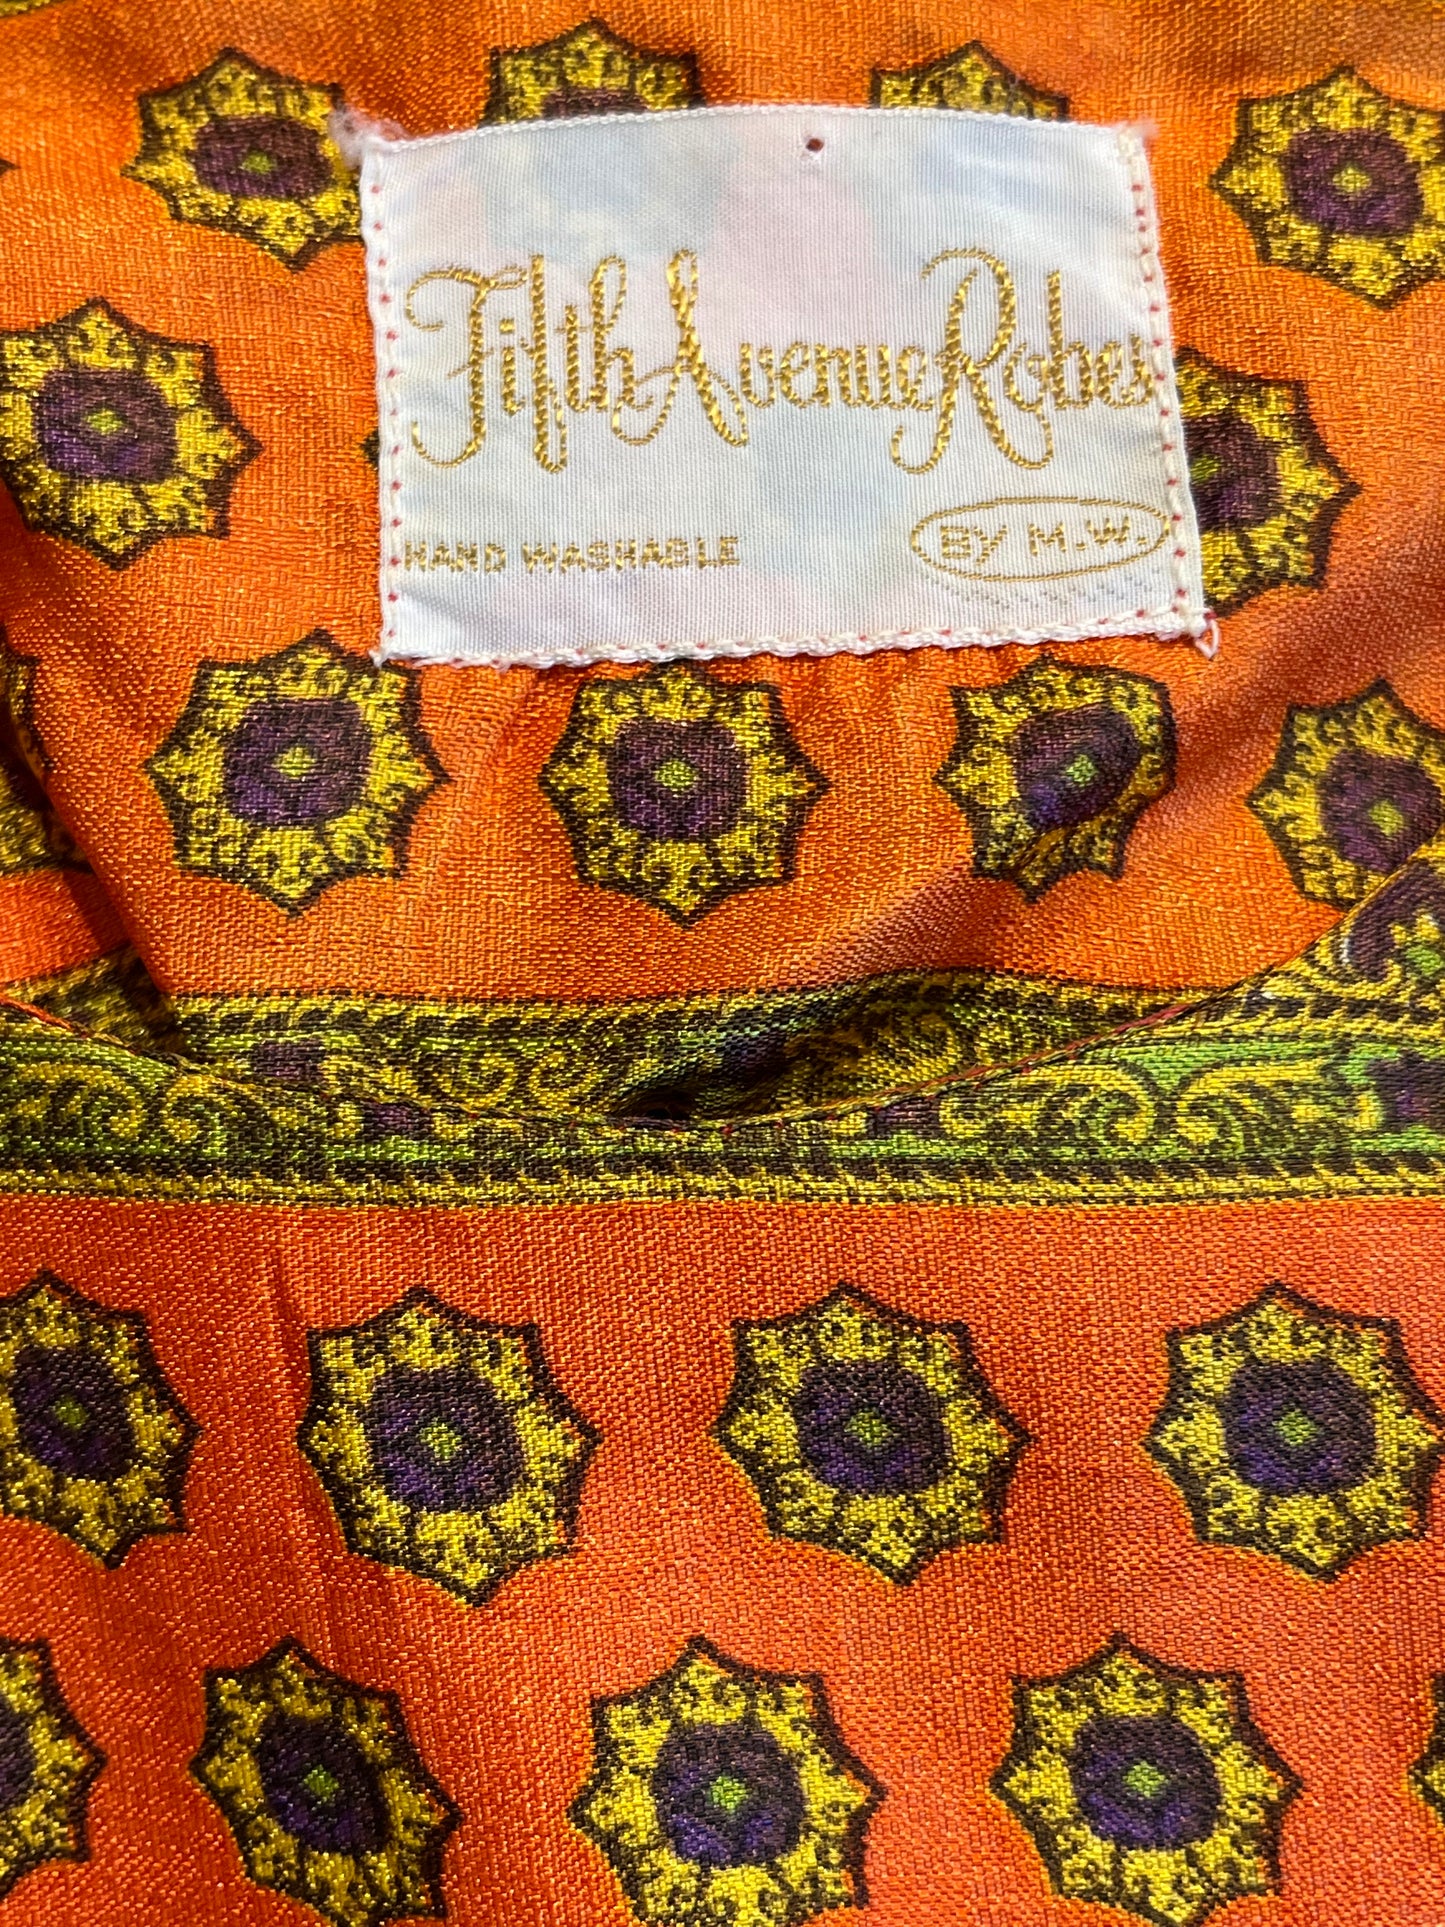 Fifth Avenue Robes
HAND WASHABLE
BY M.W.